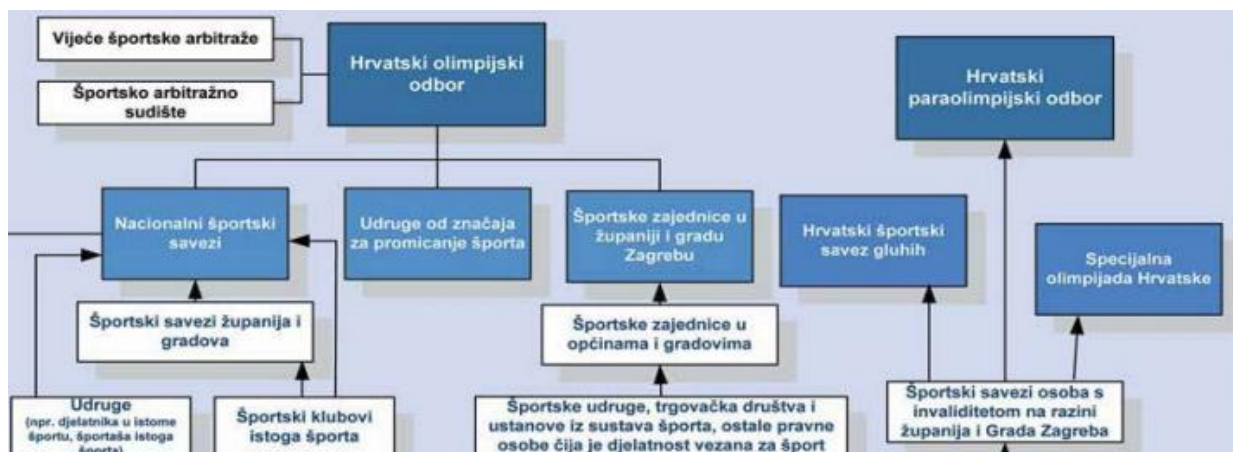 Vijeće športske arbitraže
Športsko arbitražno
sudište
Hrvatski olimpijski
odbor
Hrvatski
paraolimpijski odbor
Nacionalni športski
savezi
Udruge od značaja
za promicanje športa
Športske zajednice u
županiji i gradu
Zagrebu
Hrvatski športski
savez gluhih
Specijalna
olimpijada Hrvatske
Športski savezi županija i
gradova
Športske zajednice u
općinama i gradovima
Udruge
(npr. djelatnika u istome
športu, športaša istoga
športa)
Športski klubovi
istoga športa
Športske udruge, trgovačka društva i
ustanove iz sustava športa, ostale pravne
osobe čija je djelatnost vezana za šport
Športski savezi osoba s
invaliditetom na razini
županija i Grada Zagreba